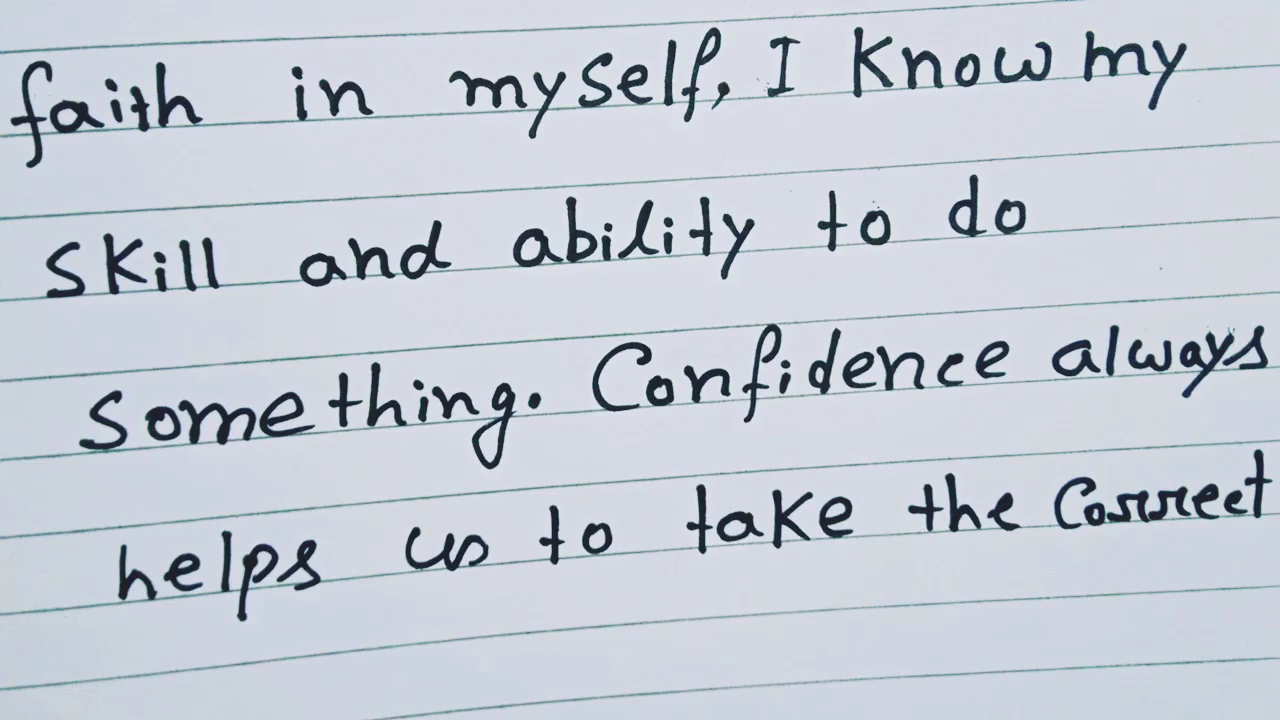 faith in myself, I Know my
skill and ability to do
something. Confidence always
helps us to take the Correct